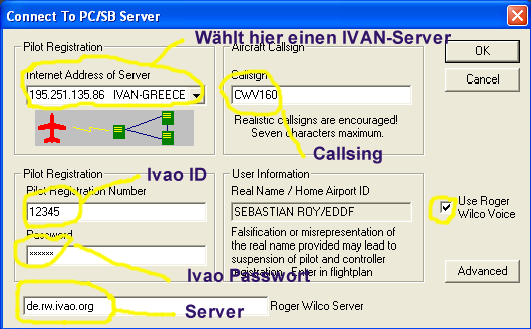 Connect To PC/SB Server
Pilot Registration
Wählt hier einen IVAN-Server
Internet Address of Server
195.251.135.86 IVAN-GREECE
Aircraft Callsign
Callsign
CWV160
Realistic callsigns are encouraged!
Seven characters maximum.
Callsing
OK
Cancel
Pilot Registration
Ivao ID
Pilot Registration Number
12345
Password
xxxxxx
Ivao Passwort
User Information
Real Name / Home Airport ID
SEBASTIAN ROY/EDDF
Falsification or misrepresentation of
the real name provided may lead to
suspension of pilot and controller
registration. Enter in flightplan
Use Roger
Wilco Voice
Advanced
Server
de.rw.ivao.org
Roger Wilco Server